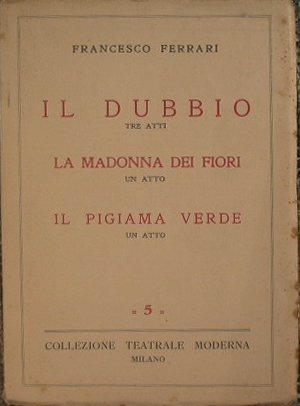 FRANCESCO FERRARI
IL DUBBIO
TRE ATTI
LA MADONNA DEI FIORI
UN ATTO
IL PIGIAMA VERDE
UN ATTO
" 5 "
COLLEZIONE TEATRALE MODERNA
MILANO